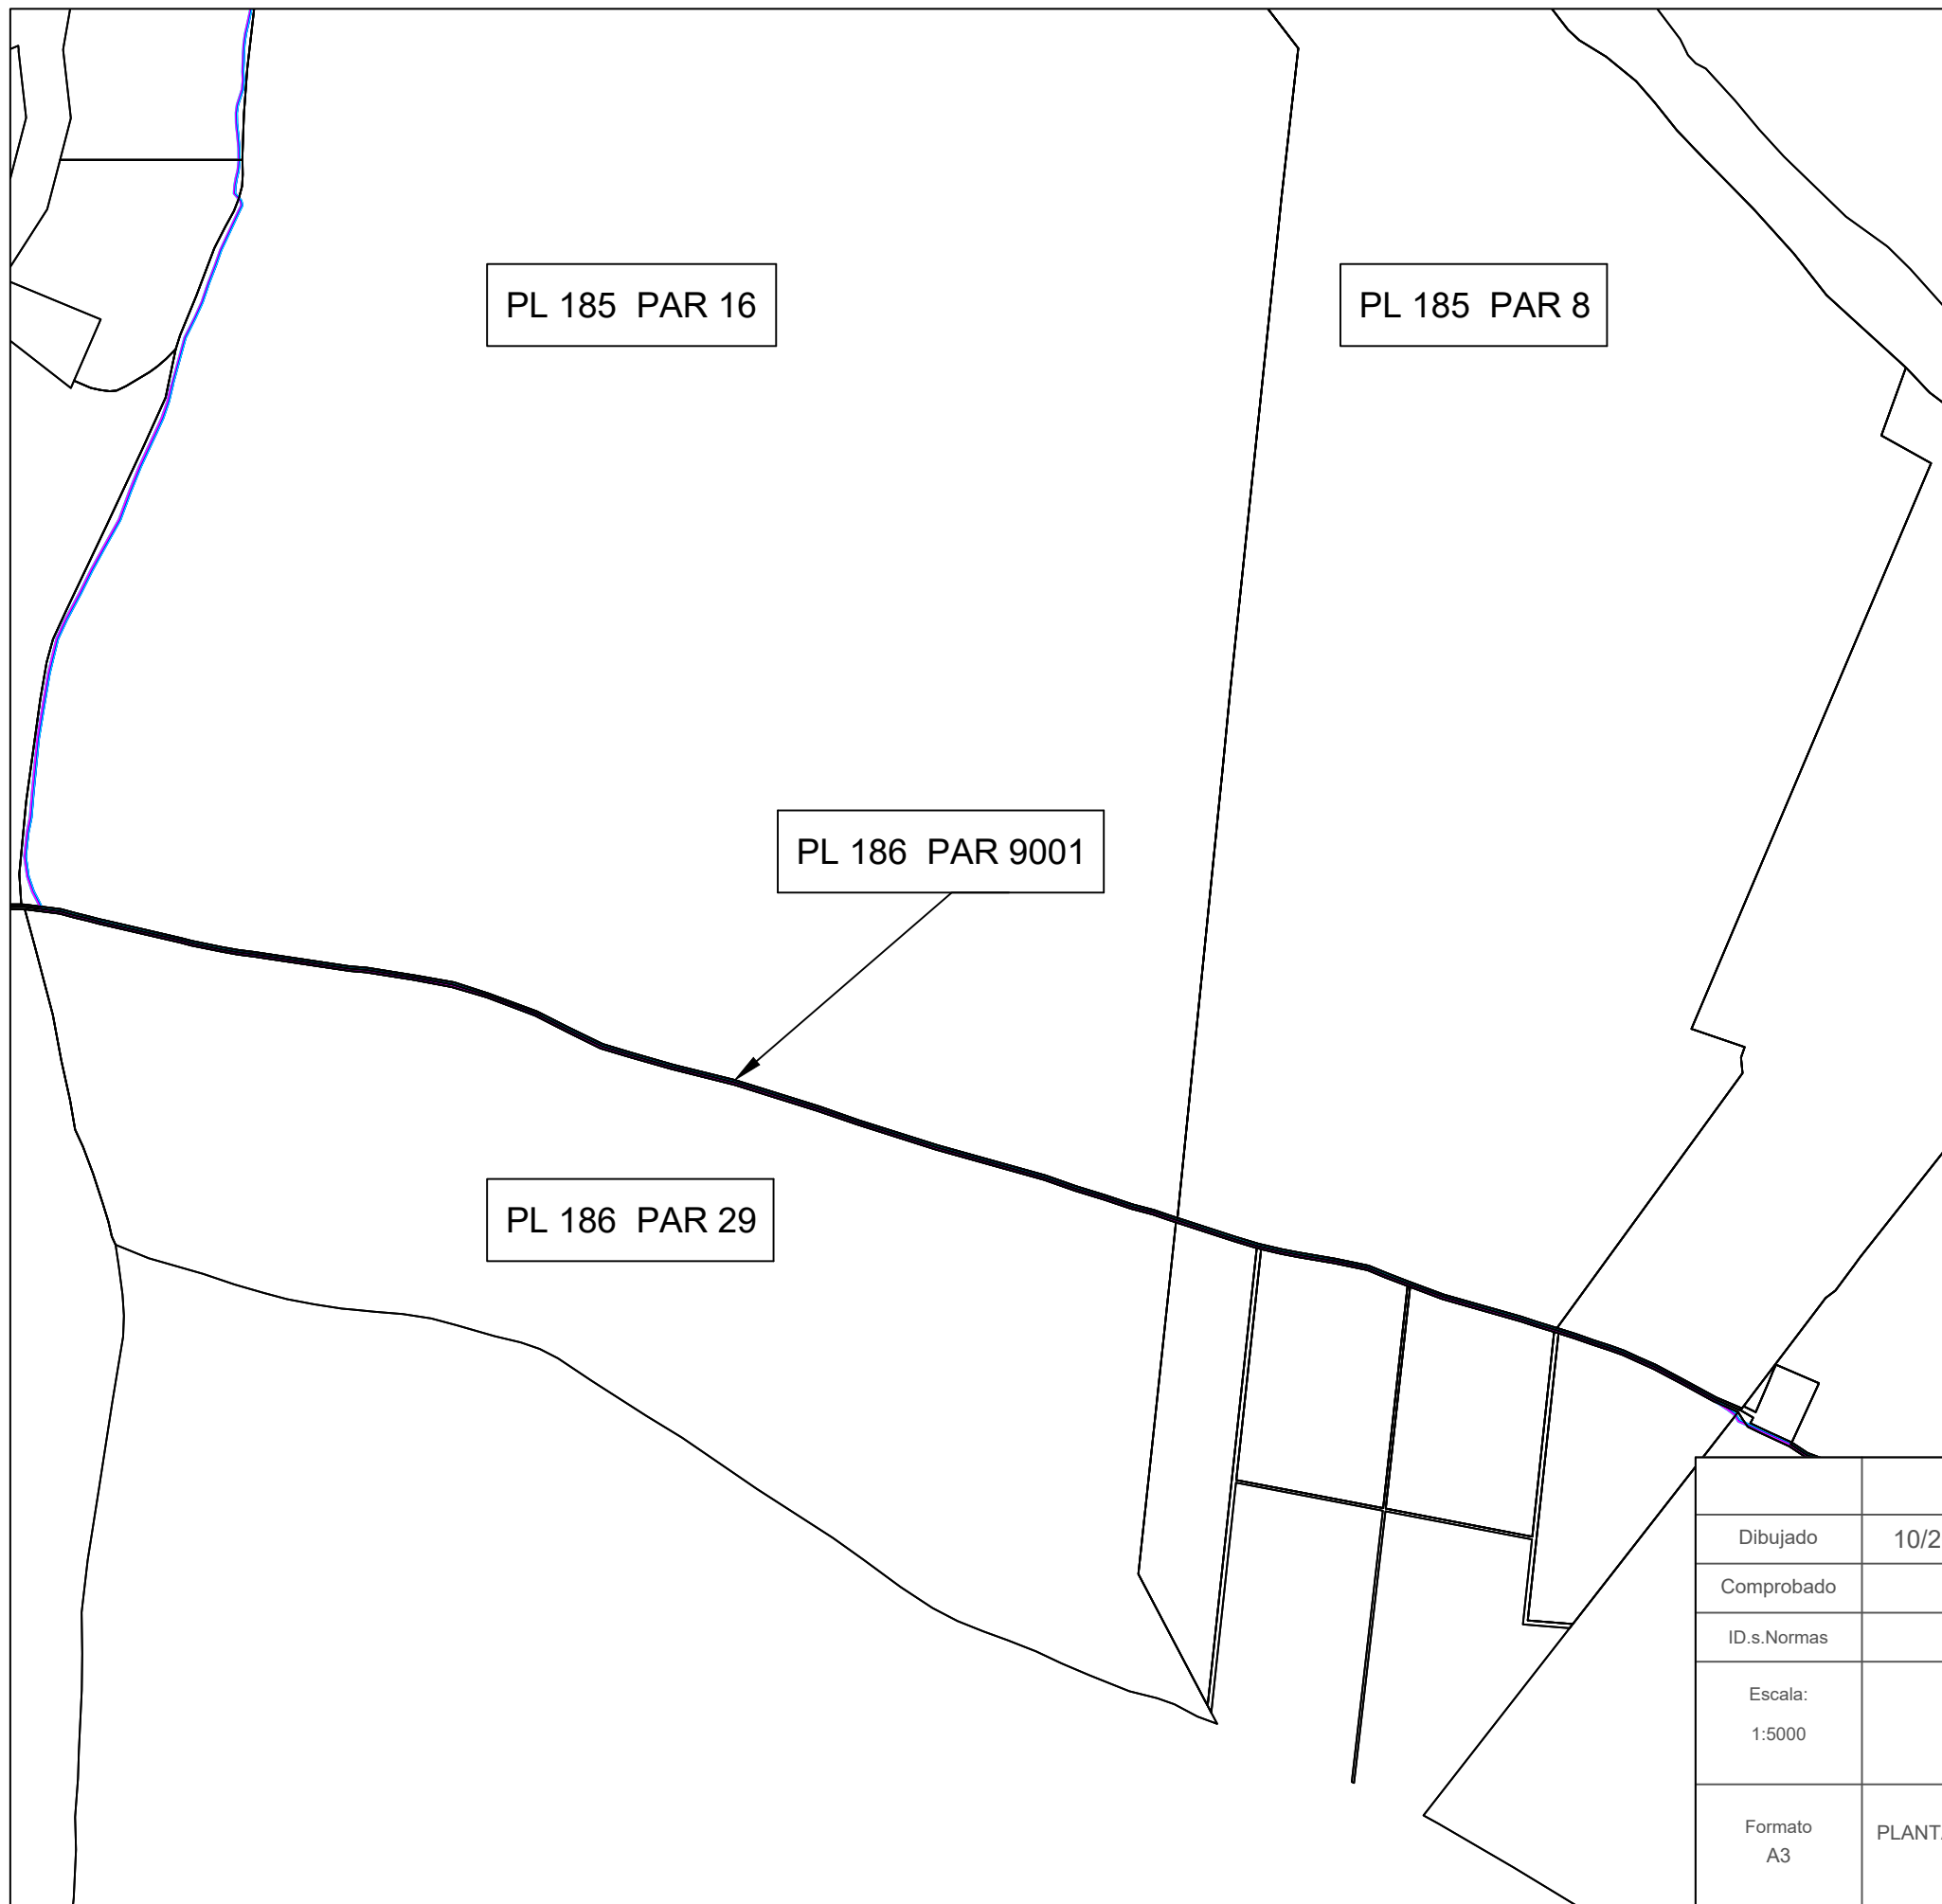 PL 185 PAR 16
PL 185 PAR 8
PL 186 PAR 9001
PL 186 PAR 29
Dibujado
Comprobado
ID.s.Normas
Escala:
1:5000
Formato
A3